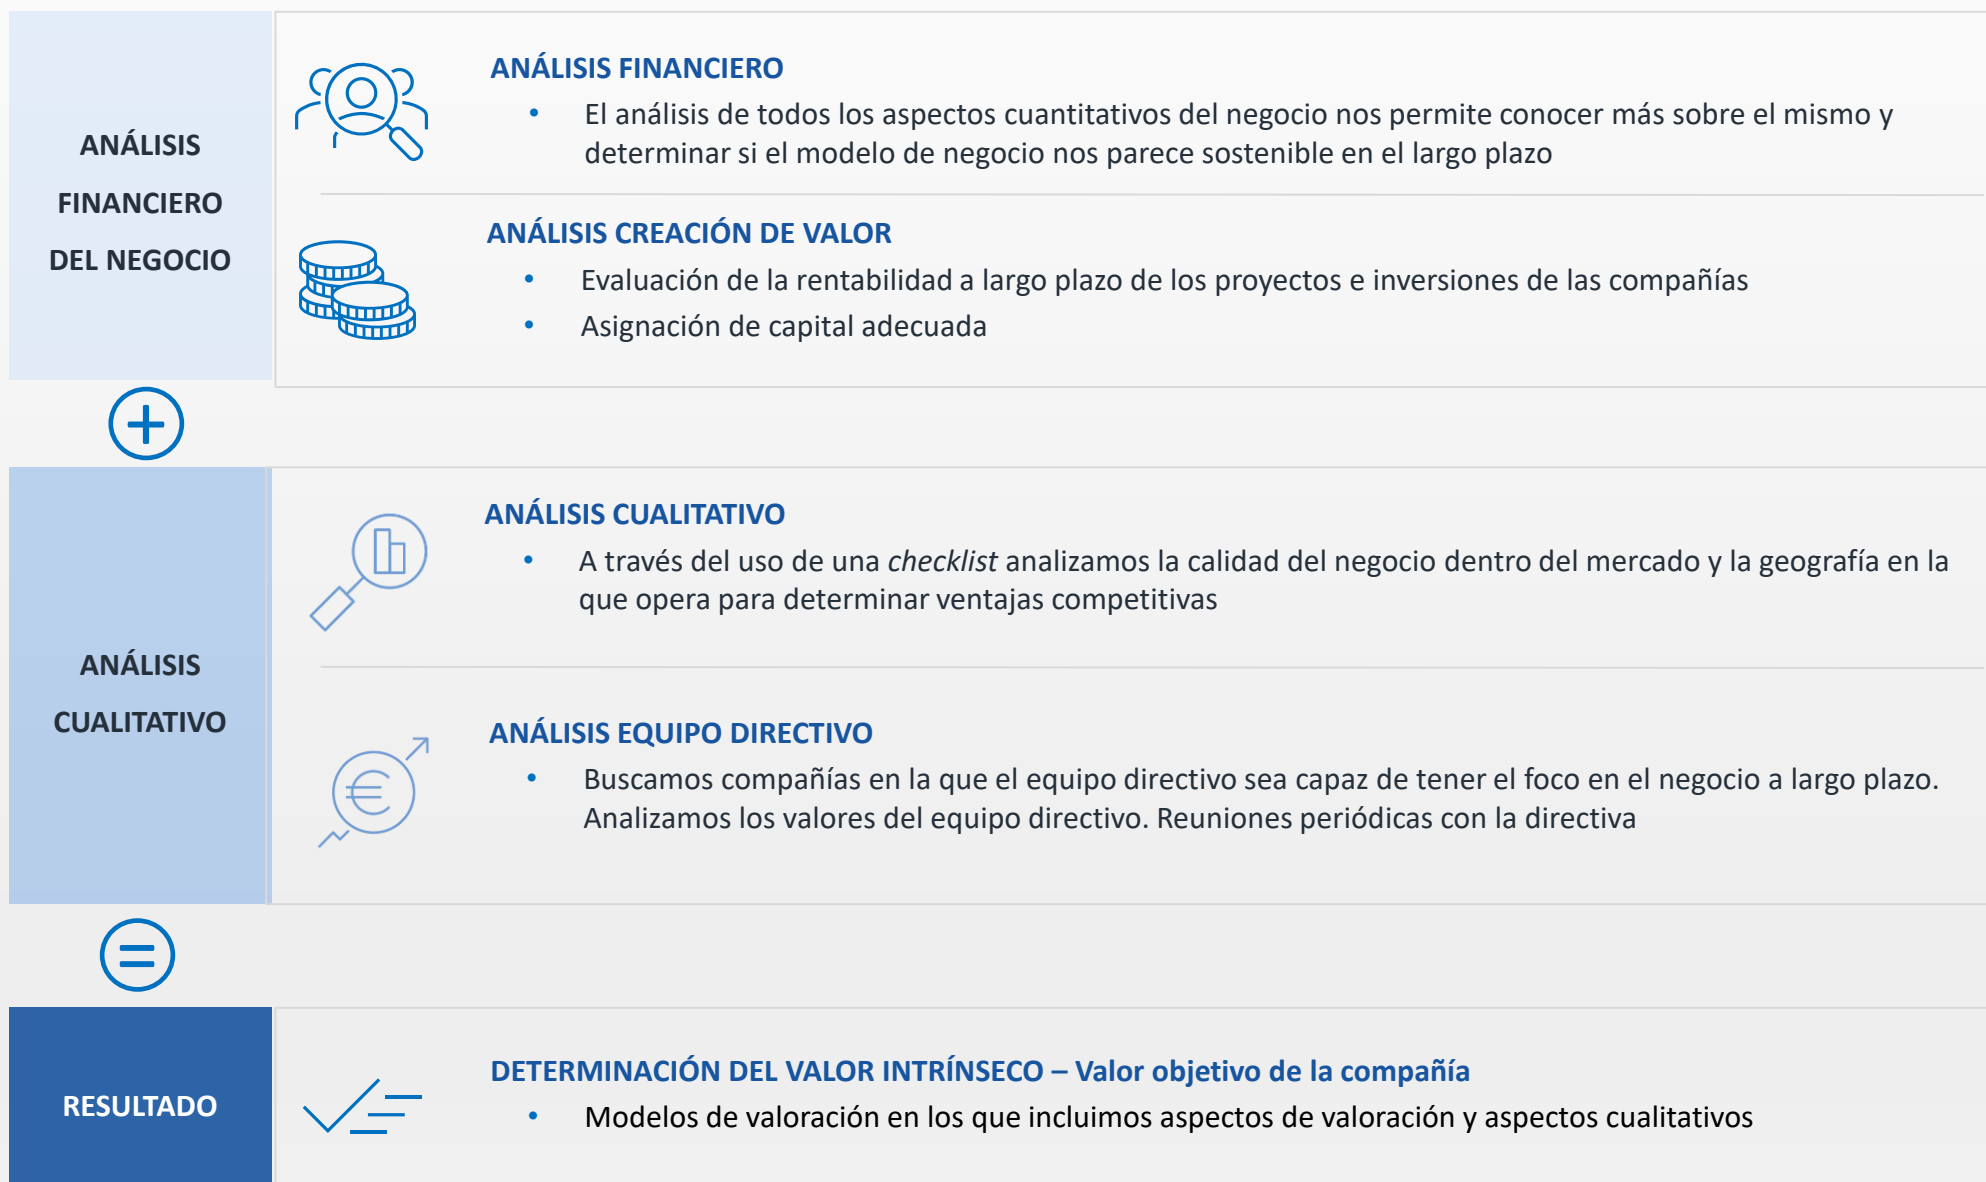 ANÁLISIS
FINANCIERO
DEL NEGOCIO
ANÁLISIS FINANCIERO
• El análisis de todos los aspectos cuantitativos del negocio nos permite conocer más sobre el mismo y
determinar si el modelo de negocio nos parece sostenible en el largo plazo
ANÁLISIS CREACIÓN DE VALOR
• Evaluación de la rentabilidad a largo plazo de los proyectos e inversiones de las compañías
• Asignación de capital adecuada
+
ANÁLISIS
CUALITATIVO
ANÁLISIS CUALITATIVO
• A través del uso de una checklist analizamos la calidad del negocio dentro del mercado y la geografía en la
que opera para determinar ventajas competitivas
ANÁLISIS EQUIPO DIRECTIVO
• Buscamos compañías en la que el equipo directivo sea capaz de tener el foco en el negocio a largo plazo.
Analizamos los valores del equipo directivo. Reuniones periódicas con la directiva
€
=
RESULTADO
DETERMINACIÓN DEL VALOR INTRÍNSECO – Valor objetivo de la compañía
• Modelos de valoración en los que incluimos aspectos de valoración y aspectos cualitativos